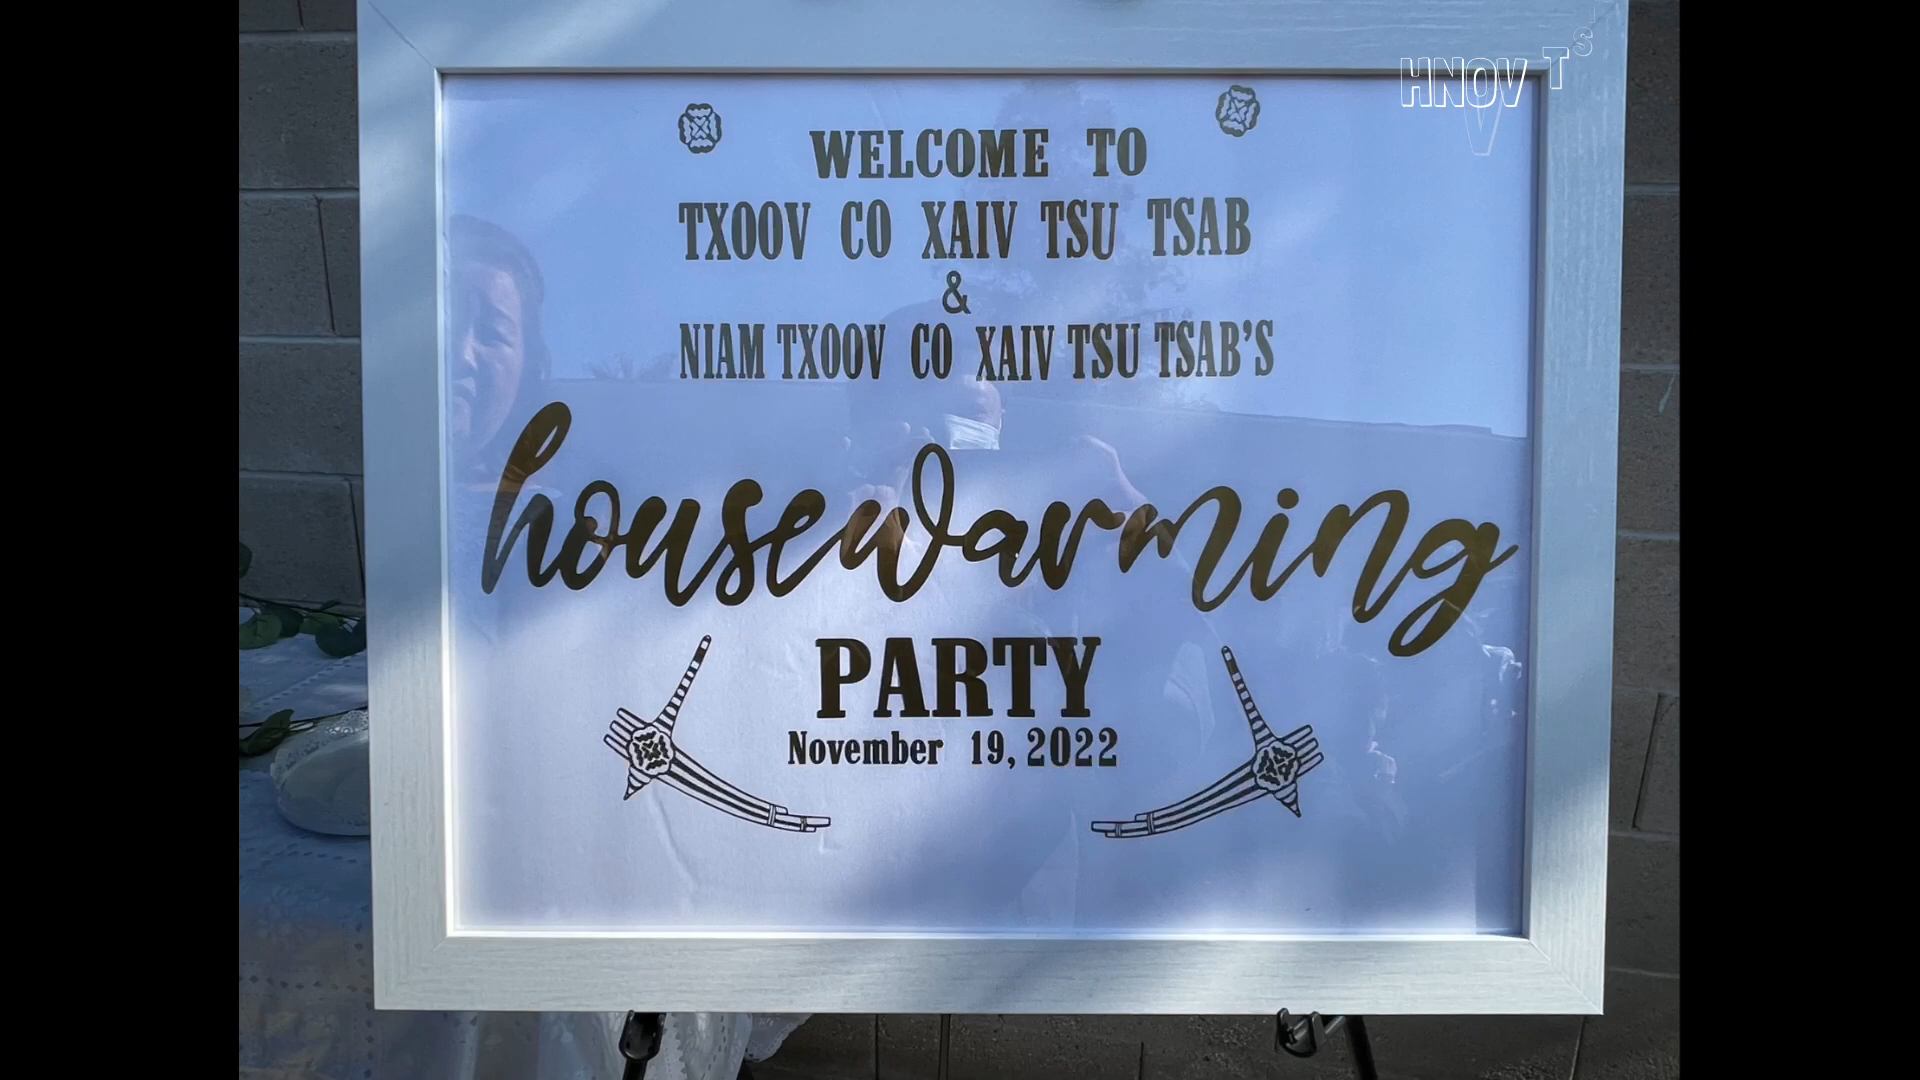 WELCOME TO
TXOOV CO XAIV TSU TSAB
&
NIAM TXOOV CO XAIV TSU TSAB'S
housewarming
PARTY
November 19, 2022
HNOV